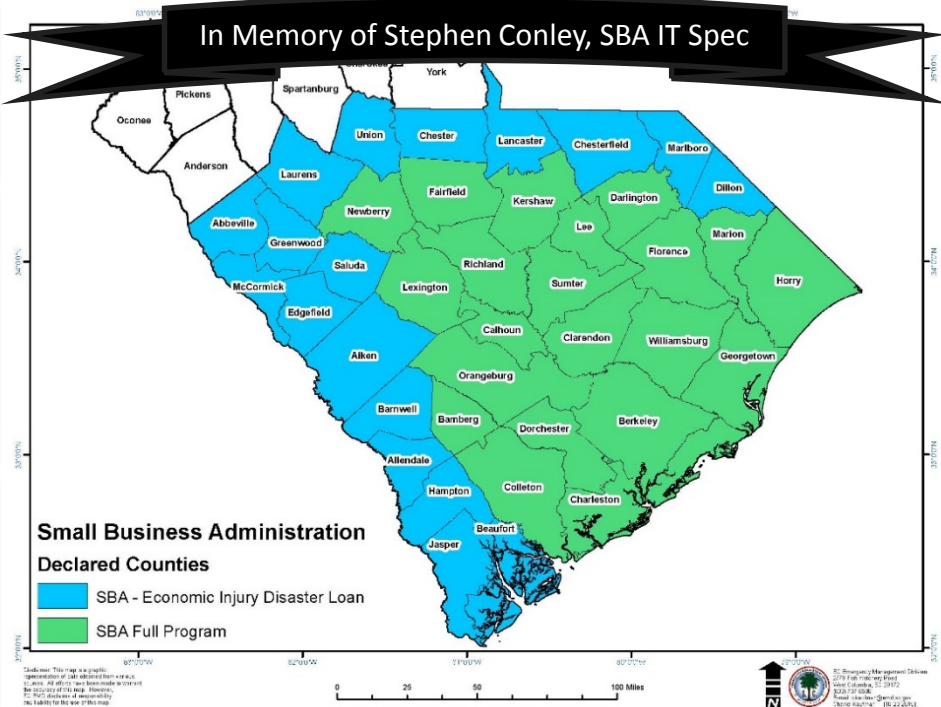 In Memory of Stephen Conley, SBA IT Spec
York
Spartanburg
Pickens
Oconee
Anderson
Union
Chester
Lancaster
Chesterfield
Marlboro
Dillon
Laurens
Fairfield
Kershaw
Darlington
Newberry
Abbeville
Lee
Marion
Greenwood
Florence
Saluda
Richland
Horry
McCormick
Lexington
Sumter
Edgefield
Calhoun
Clarendon
Williamsburg
Aiken
Georgetown
Orangeburg
Barnwell
Bamberg
Dorchester
Berkeley
Allendale
Hampton
Colleton
Charleston
Beaufort
Jasper
Small Business Administration
Declared Counties
SBA - Economic Injury Disaster Loan
SBA Full Program
0 25 50 100 Miles
N